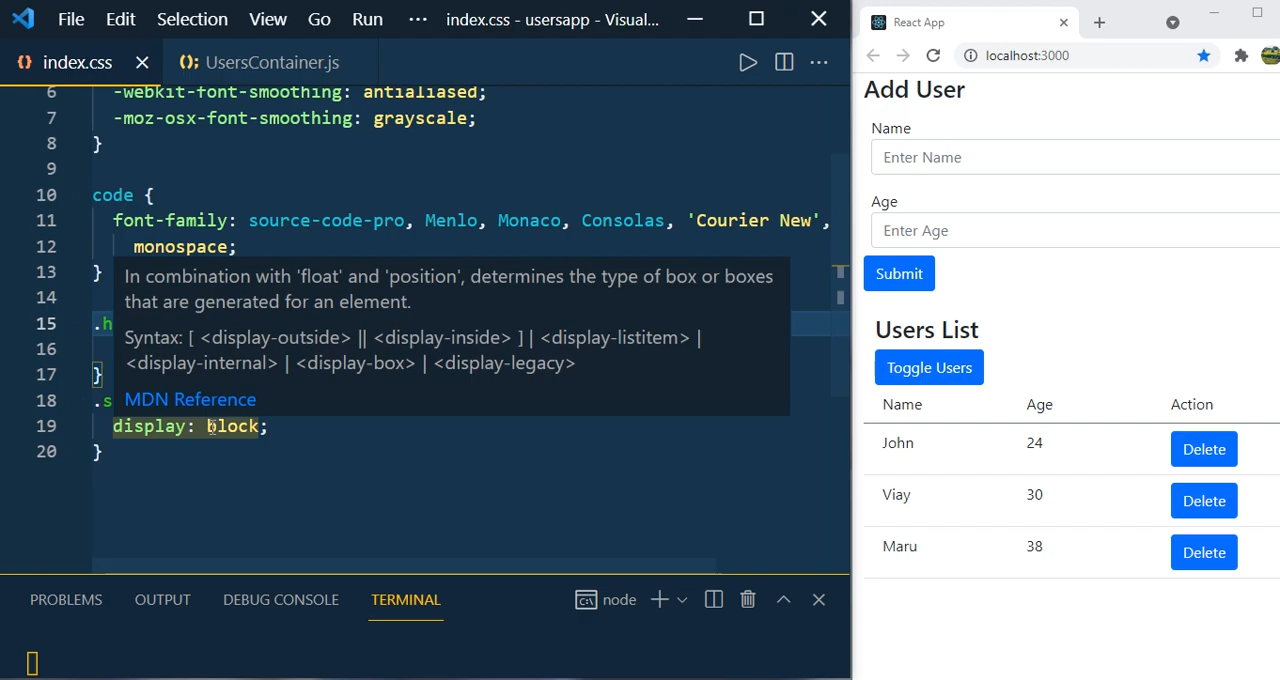 File Edit Selection View Go Run ··· index.css - usersapp - Visual...
index.css UsersContainer.js
6 -webkit-font-smoothing: antialiased;
7 -moz-osx-font-smoothing: grayscale;
8 }
9
10 code {
11 font-family: source-code-pro, Menlo, Monaco, Consolas, 'Courier New',
12 monospace;
13 }
14
15 .h
16
17 }
18 .s
19 display: block;
20 }
In combination with 'float' and 'position', determines the type of box or boxes
that are generated for an element.
Syntax: [ <display-outside> || <display-inside> ] | <display-listitem> |
<display-internal> | <display-box> | <display-legacy>
MDN Reference
PROBLEMS OUTPUT DEBUG CONSOLE TERMINAL node
React App
localhost:3000
Add User
Name
Enter Name
Age
Enter Age
Submit
Users List
Toggle Users
Name Age Action
John 24 Delete
Viay 30 Delete
Maru 38 Delete